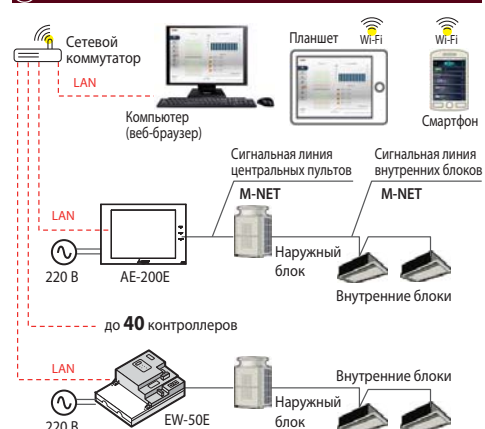 Сетевой
коммутатор
LAN
Компьютер
(веб-браузер)
Планшет
Wi-Fi
Wi-Fi
Смартфон
Сигнальная линия
центральных пультов
M-NET
Сигнальная линия
внутренних блоков
M-NET
LAN
220 В
AE-200E
Наружный
блок
Внутренние блоки
до 40 контроллеров
LAN
220 В
EW-50E
Наружный
блок
Внутренние блоки